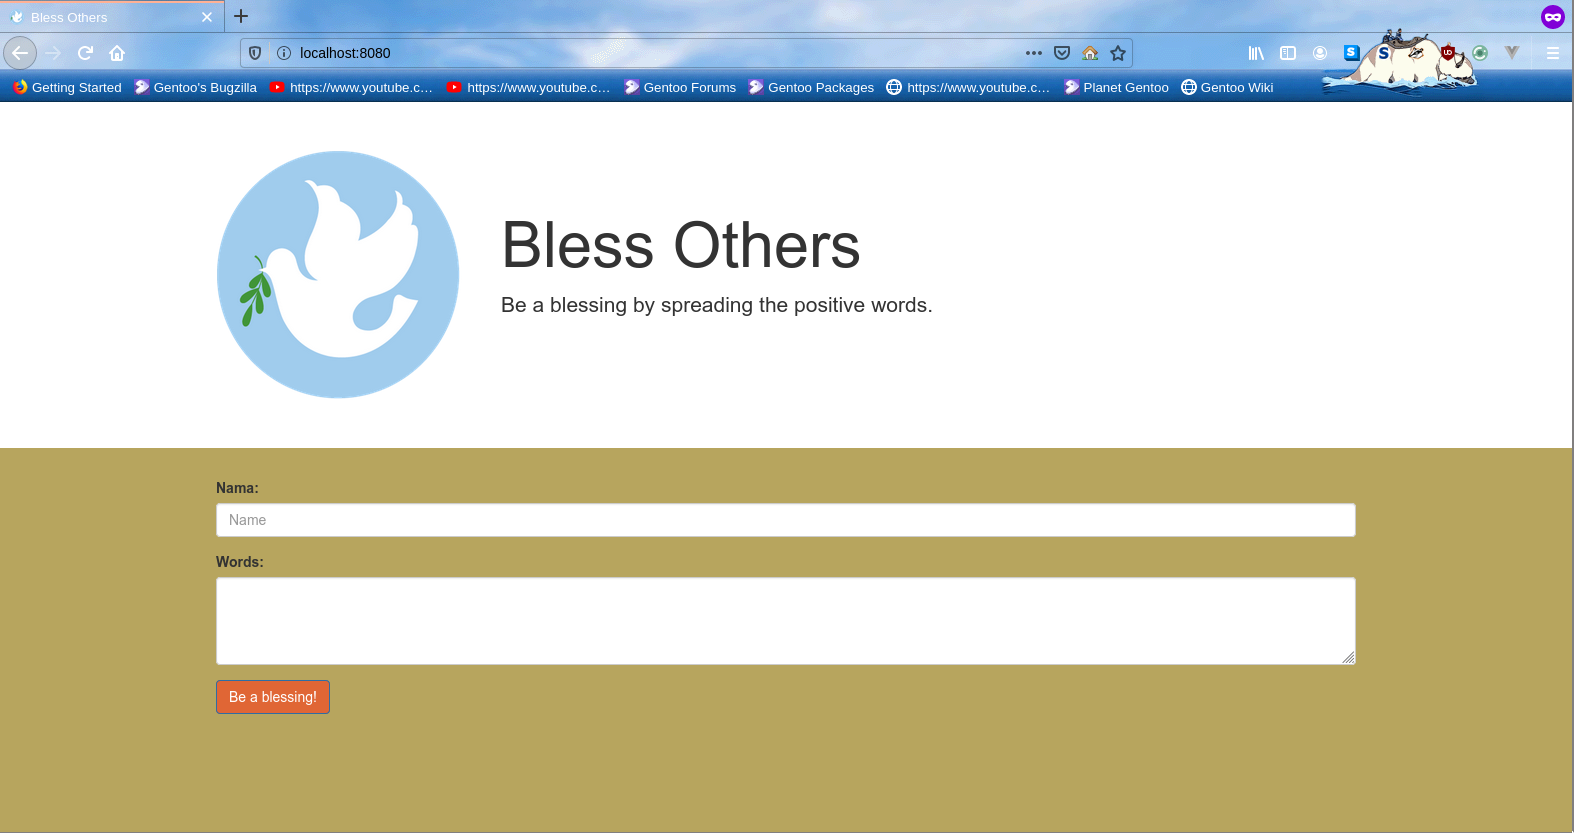 Bless Others
localhost:8080
S
S
Getting Started Gentoo's Bugzilla https://www.youtube.c... https://www.youtube.c... Gentoo Forums Gentoo Packages https://www.youtube.c... Planet Gentoo Gentoo Wiki
Bless Others
Be a blessing by spreading the positive words.
Nama:
Name
Words:
Be a blessing!